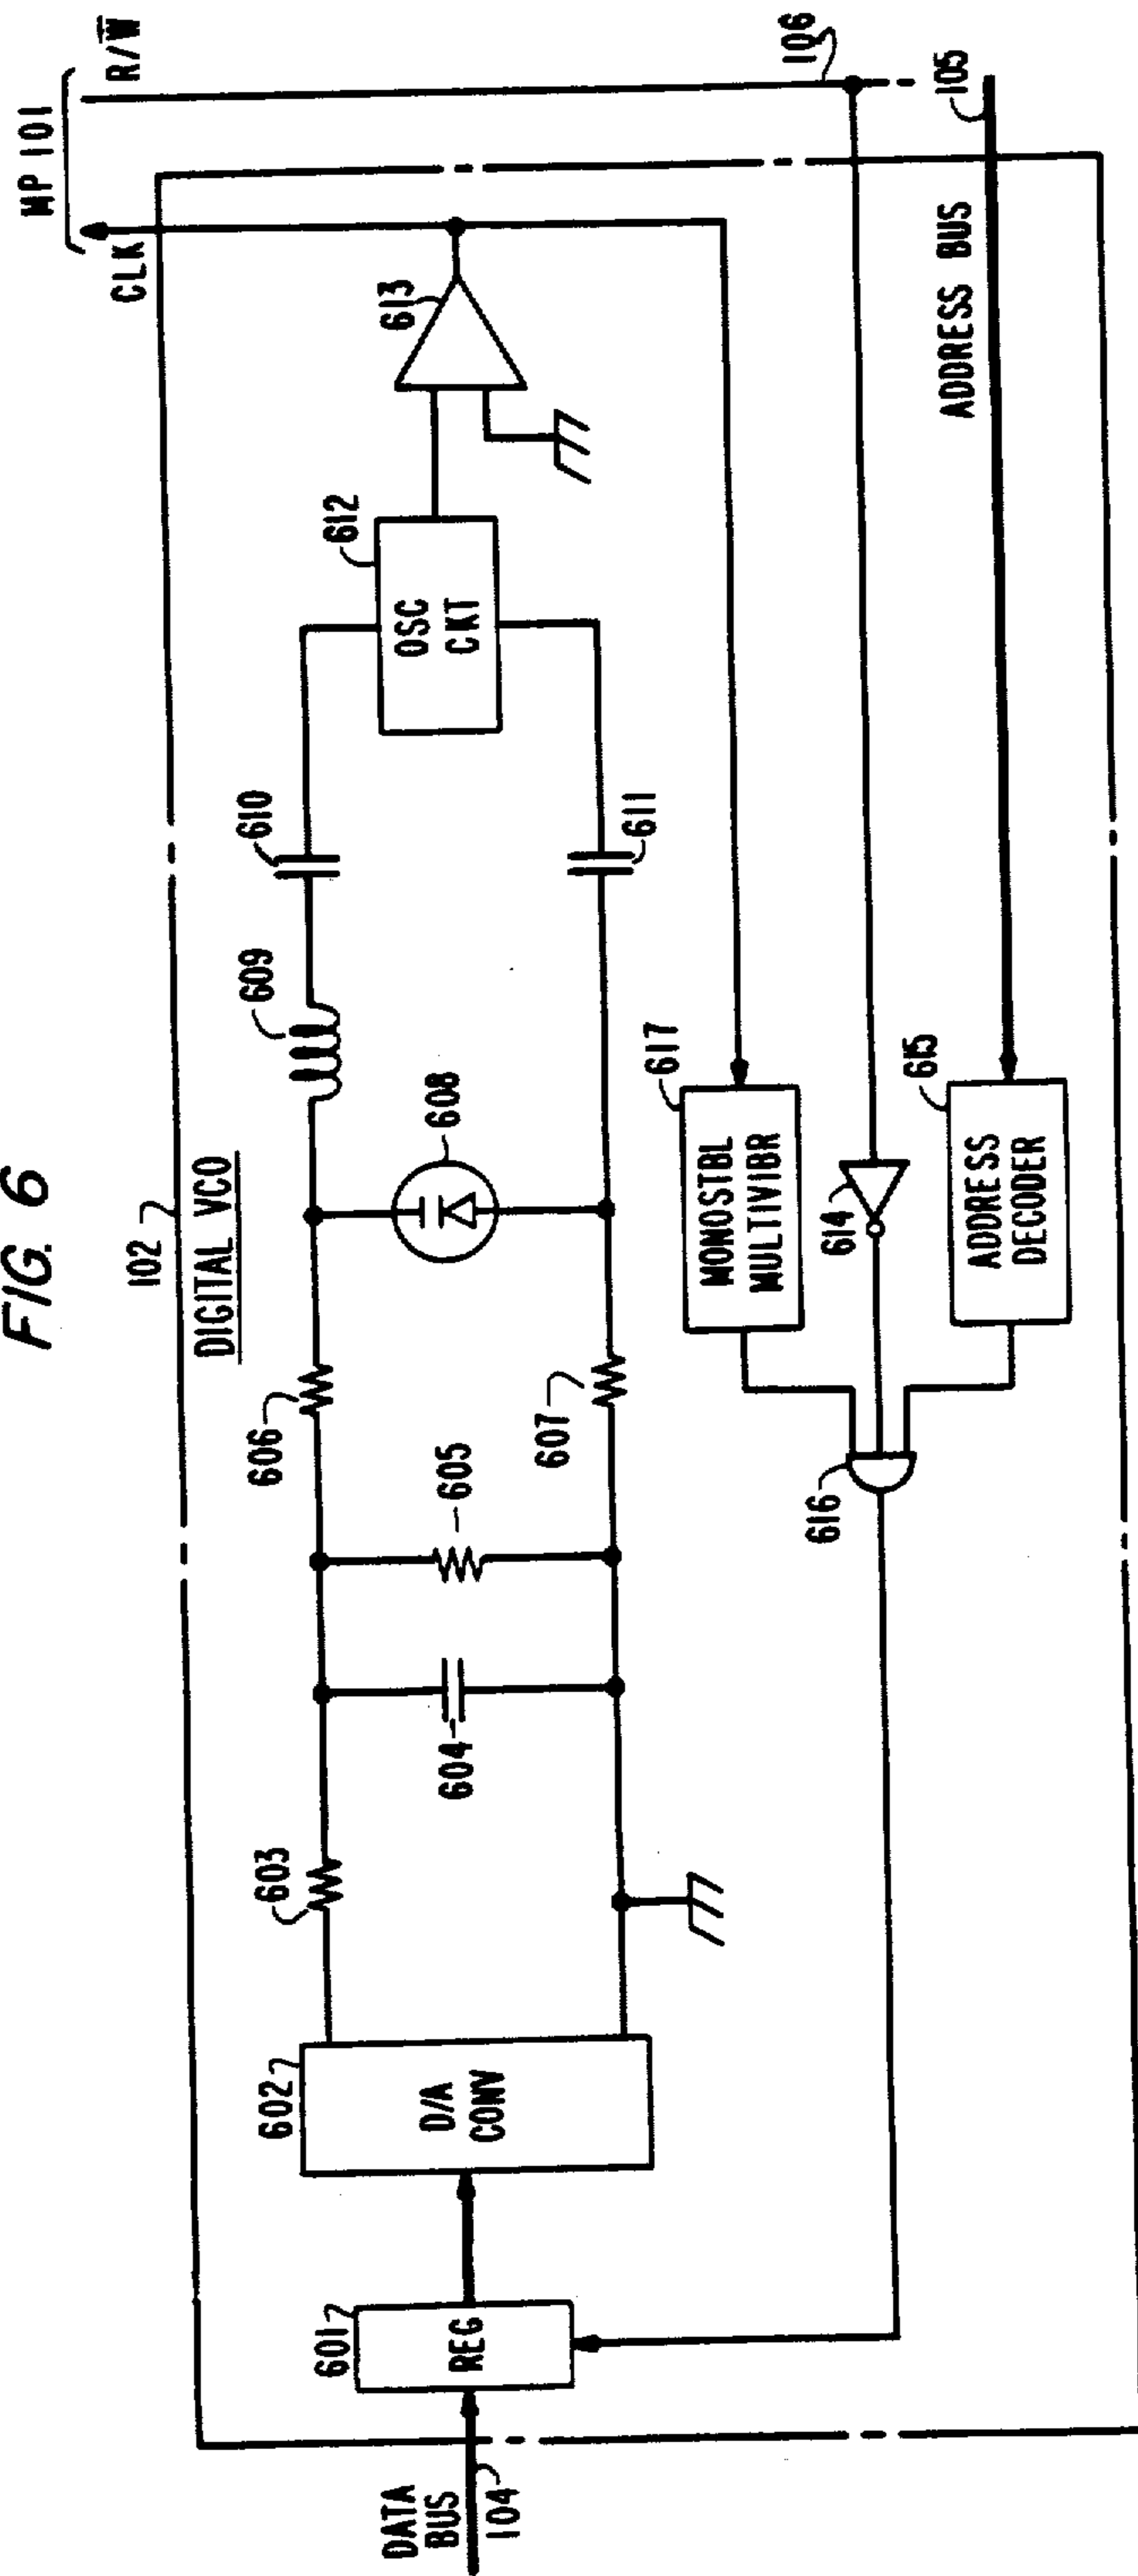 FIG. 6
102
DIGITAL VCO
MP 101
CLK
R/W̅
DATA
BUS
104
601
REG
602
D/A
CONV
603
604
605
606
607
608
609
610
611
612
OSC
CKT
613
617
MONOSTBL
MULTIVIBR
614
615
ADDRESS
DECODER
616
106
105
ADDRESS BUS